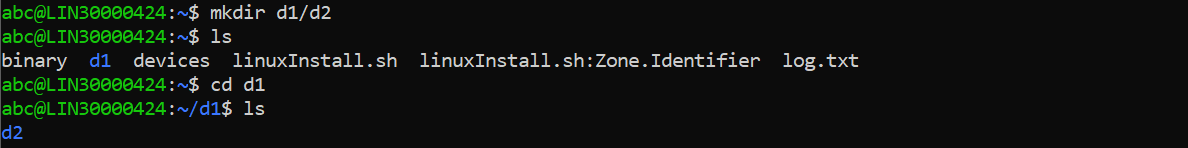 abc@LIN30000424:~$ mkdir d1/d2
abc@LIN30000424:~$ ls
binary  d1  devices  linuxInstall.sh  linuxInstall.sh:Zone.Identifier  log.txt
abc@LIN30000424:~$ cd d1
abc@LIN30000424:~/d1$ ls
d2